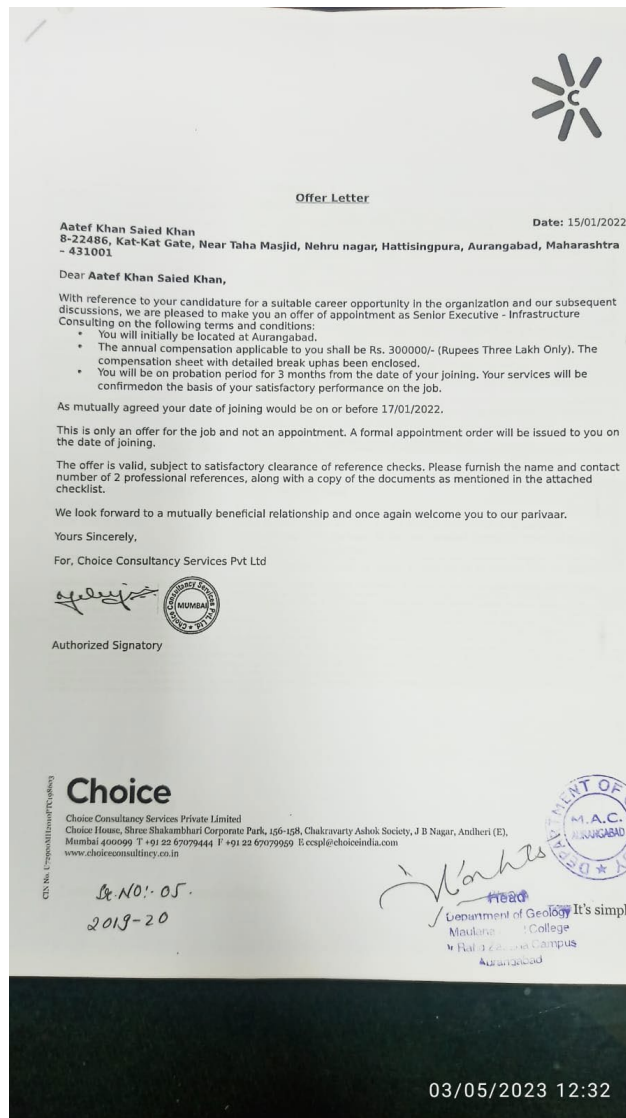 C
Offer Letter
Date: 15/01/2022
Aatef Khan Saied Khan
8-22486, Kat-Kat Gate, Near Taha Masjid, Nehru nagar, Hattisingpura, Aurangabad, Maharashtra
– 431001
Dear Aatef Khan Saied Khan,
With reference to your candidature for a suitable career opportunity in the organization and our subsequent
discussions, we are pleased to make you an offer of appointment as Senior Executive - Infrastructure
Consulting on the following terms and conditions:
• You will initially be located at Aurangabad.
• The annual compensation applicable to you shall be Rs. 300000/- (Rupees Three Lakh Only). The
compensation sheet with detailed break uphas been enclosed.
• You will be on probation period for 3 months from the date of your joining. Your services will be
confirmedon the basis of your satisfactory performance on the job.
As mutually agreed your date of joining would be on or before 17/01/2022.
This is only an offer for the job and not an appointment. A formal appointment order will be issued to you on
the date of joining.
The offer is valid, subject to satisfactory clearance of reference checks. Please furnish the name and contact
number of 2 professional references, along with a copy of the documents as mentioned in the attached
checklist.
We look forward to a mutually beneficial relationship and once again welcome you to our parivaar.
Yours Sincerely,
For, Choice Consultancy Services Pvt Ltd
Choice Consultancy Services Pvt. Ltd.
MUMBAI
Authorized Signatory
Choice
Choice Consultancy Services Private Limited
Choice House, Shree Shakambhari Corporate Park, 156-158, Chakravarty Ashok Society, J B Nagar, Andheri (E),
Mumbai 400099 T +91 22 67079444 F +91 22 67079959 E ccspl@choiceindia.com
www.choiceconsultincy.co.in
CIN No.
DEPARTMENT OF
M.A.C.
AURANGABAD
Sr. NO:- 05.
2019-20
Head
Department of Geology
Maulana College
Campus
Aurangabad
It's simpl
03/05/2023 12:32